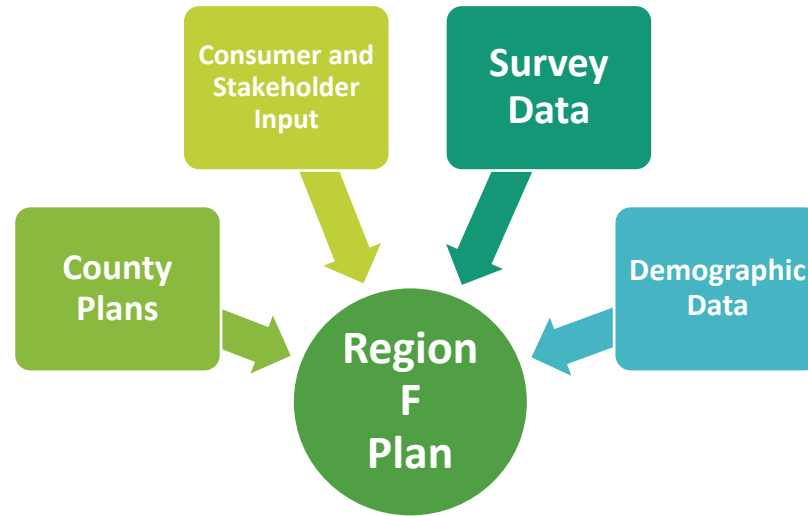 Consumer and
Stakeholder
Input
Survey
Data
County
Plans
Demographic
Data
Region
F
Plan